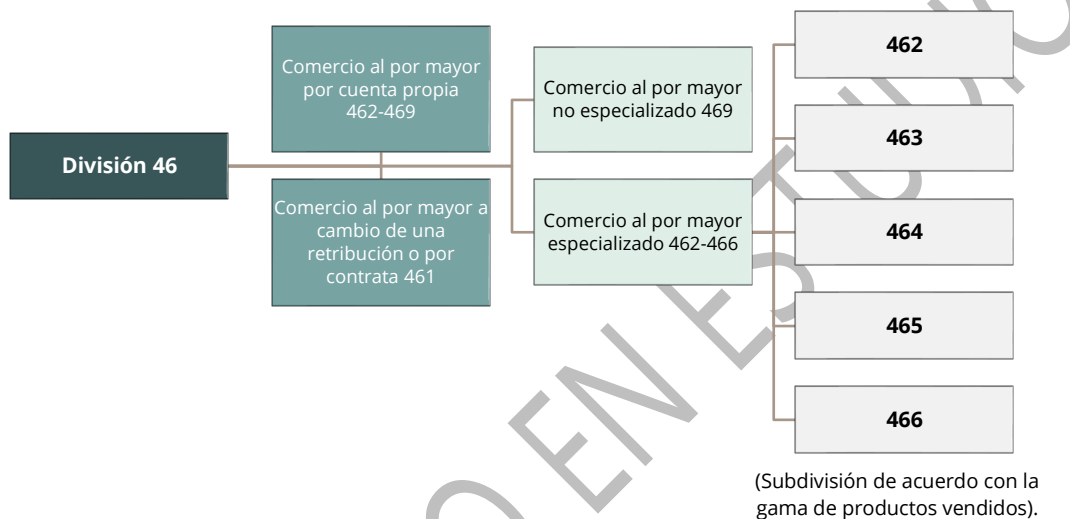 División 46
Comercio al por mayor
por cuenta propia
462-469
Comercio al por mayor a
cambio de una
retribución o por
contrata 461
Comercio al por mayor
no especializado 469
Comercio al por mayor
especializado 462-466
462
463
464
465
466
(Subdivisión de acuerdo con la
gama de productos vendidos).
O EN ESTUDIO